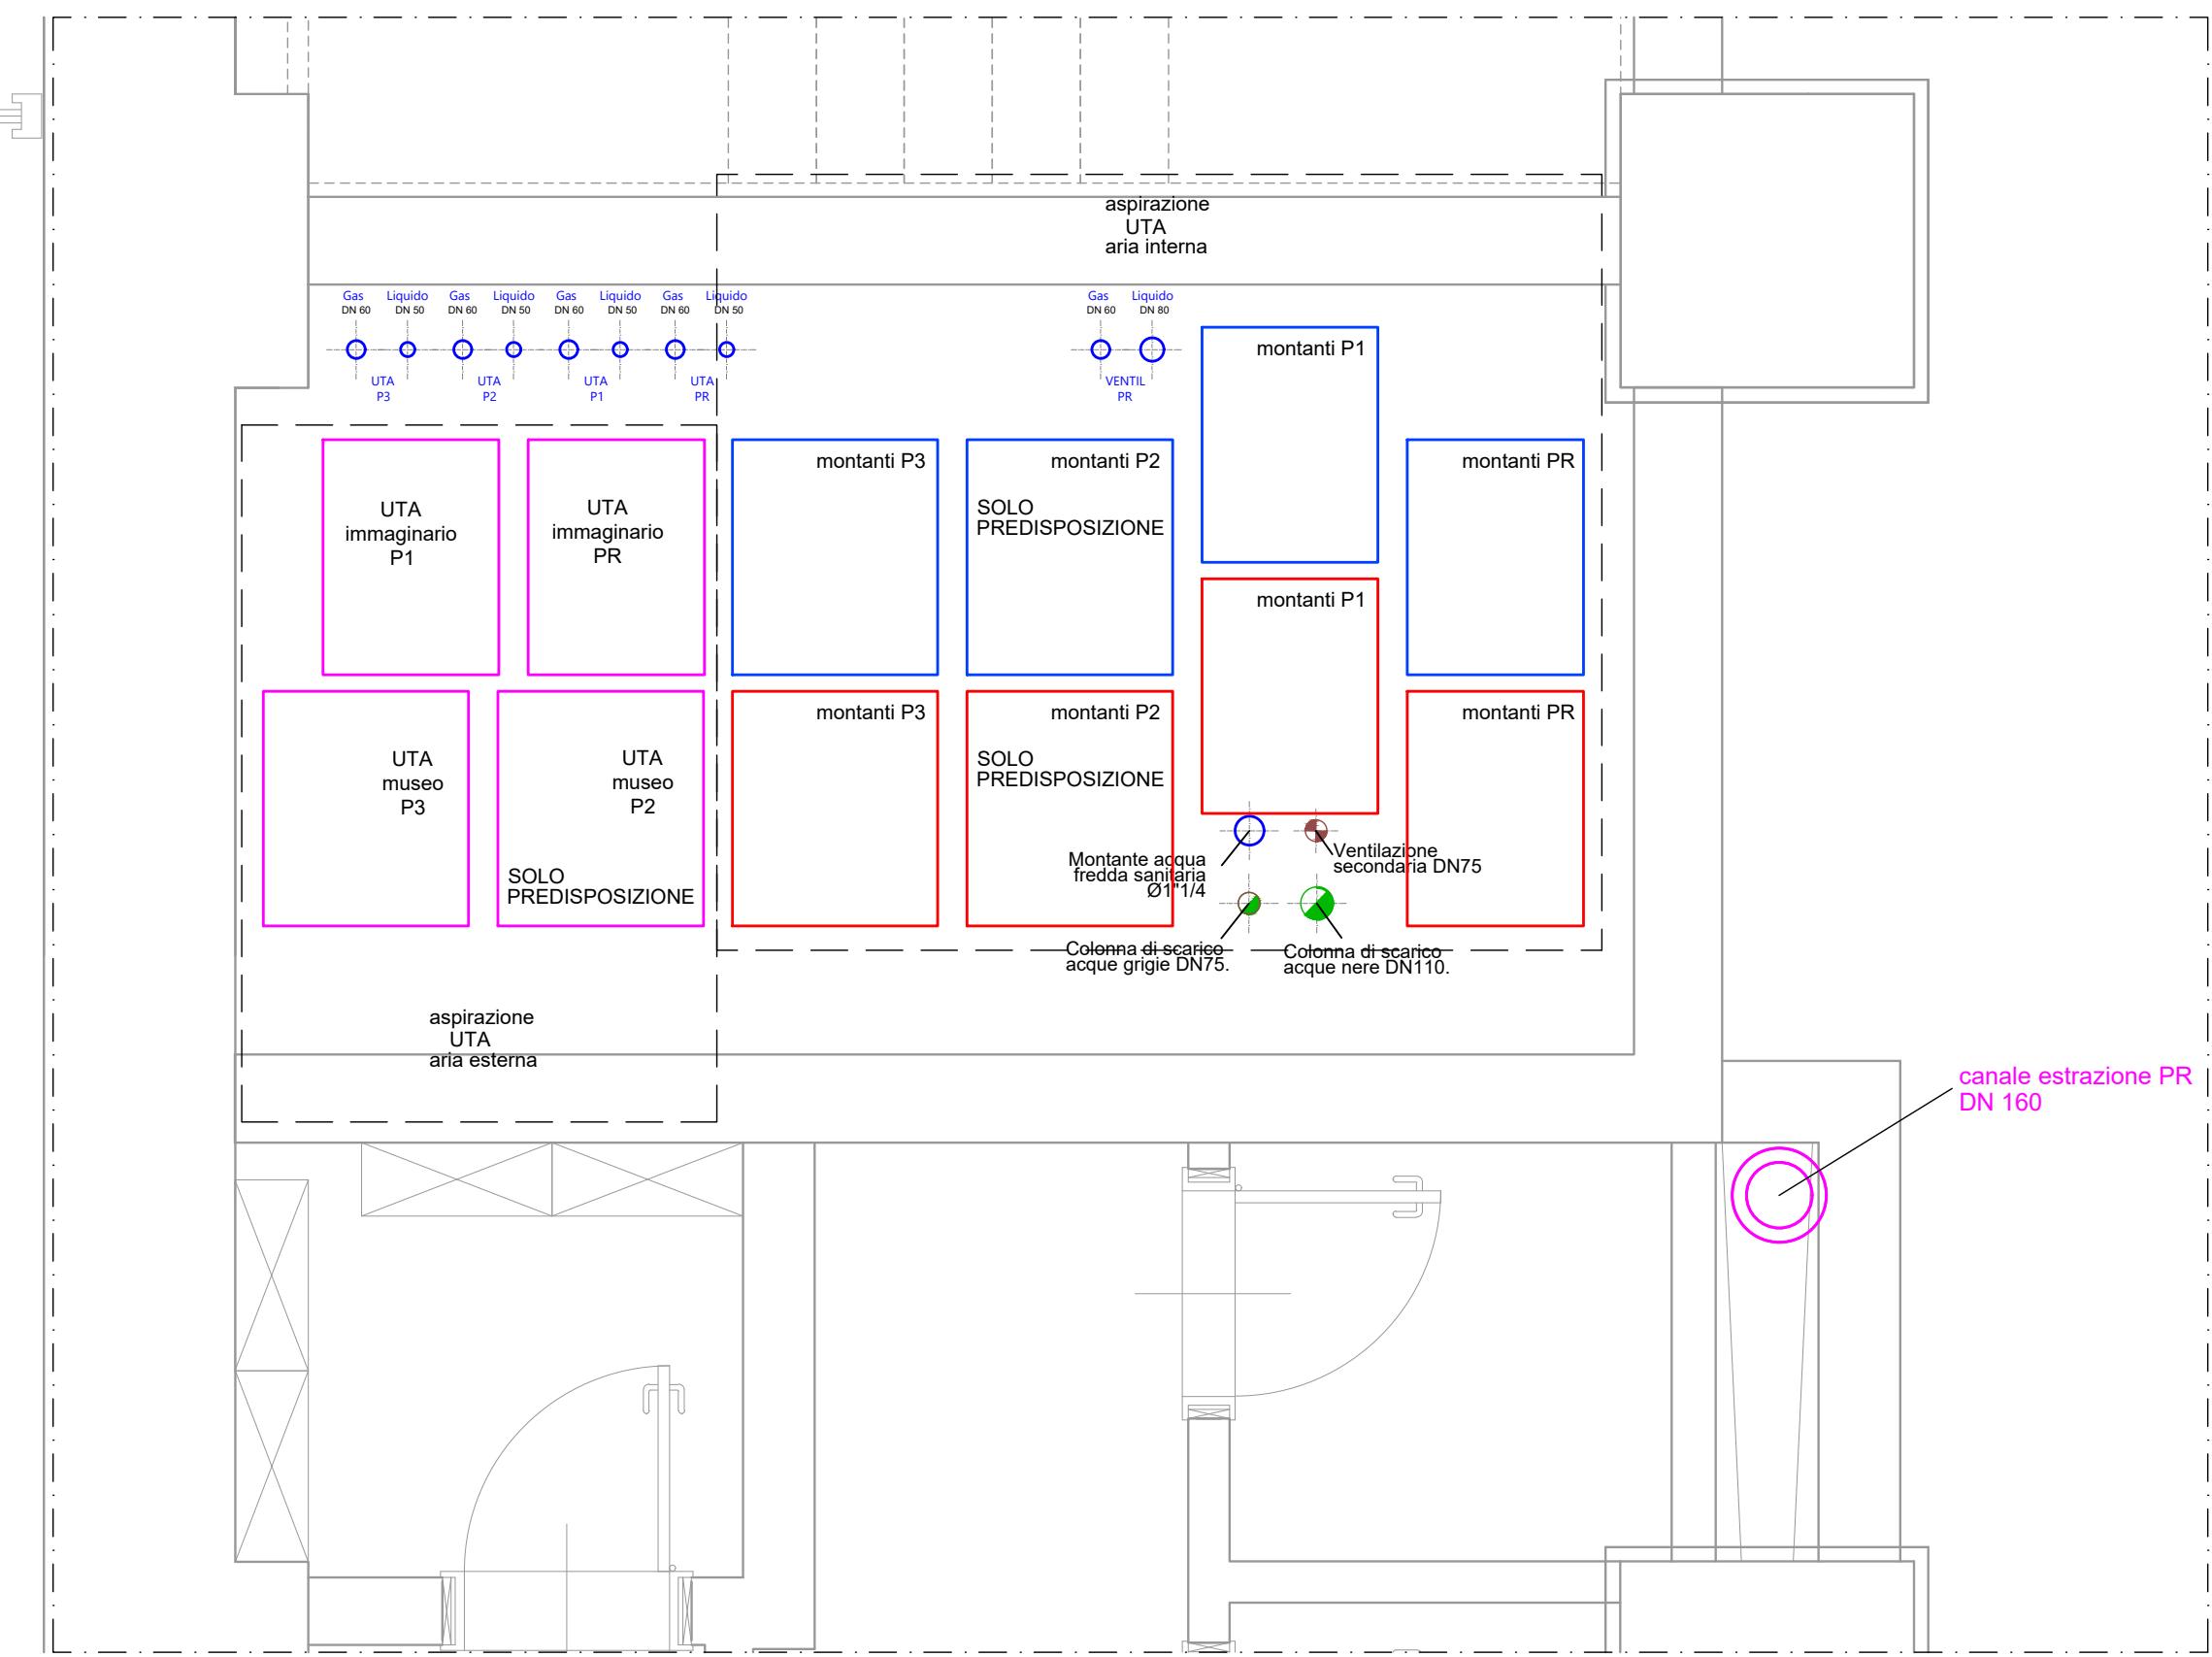 aspirazione
UTA
aria interna
Gas Liquido Gas Liquido Gas Liquido Gas Liquido Gas Liquido
DN 60 DN 50 DN 60 DN 50 DN 60 DN 50 DN 60 DN 50 DN 60 DN 80
UTA UTA UTA UTA VENTIL
P3 P2 P1 PR PR
montanti P1
montanti P3
montanti P2
SOLO
PREDISPOSIZIONE
montanti PR
UTA
immaginario
P1
UTA
immaginario
PR
montanti P1
montanti P3
montanti P2
SOLO
PREDISPOSIZIONE
montanti PR
UTA
museo
P3
UTA
museo
P2
SOLO
PREDISPOSIZIONE
Montante acqua
fredda sanitaria
Ø1"1/4
Ventilazione
secondaria DN75
Colonna di scarico
acque grigie DN75.
Colonna di scarico
acque nere DN110.
aspirazione
UTA
aria esterna
canale estrazione PR
DN 160